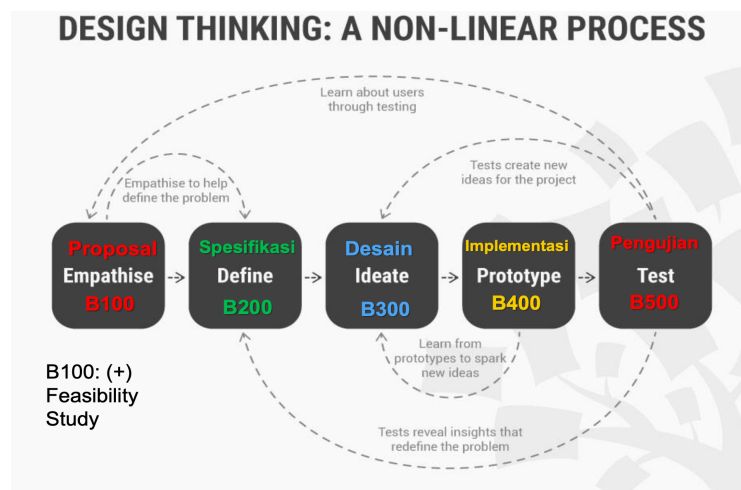 DESIGN THINKING: A NON-LINEAR PROCESS
Learn about users
through testing
Empathise to help
define the problem
Tests create new
ideas for the project
Proposal
Empathise
B100
Spesifikasi
Define
B200
Desain
Ideate
B300
Implementasi
Prototype
B400
Pengujian
Test
B500
Learn from
prototypes to spark
new ideas
B100: (+)
Feasibility
Study
Tests reveal insights that
redefine the problem